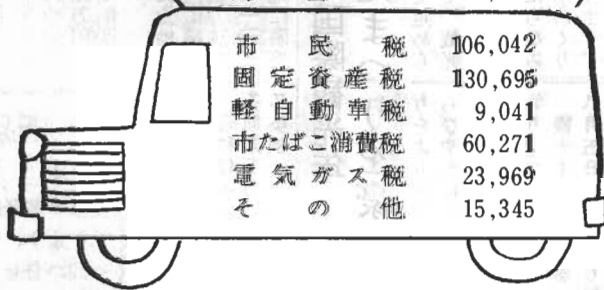 市民税 106,042
固定資産税 130,695
軽自動車税 9,041
市たばこ消費税 60,271
電気ガス税 23,969
その他 15,345